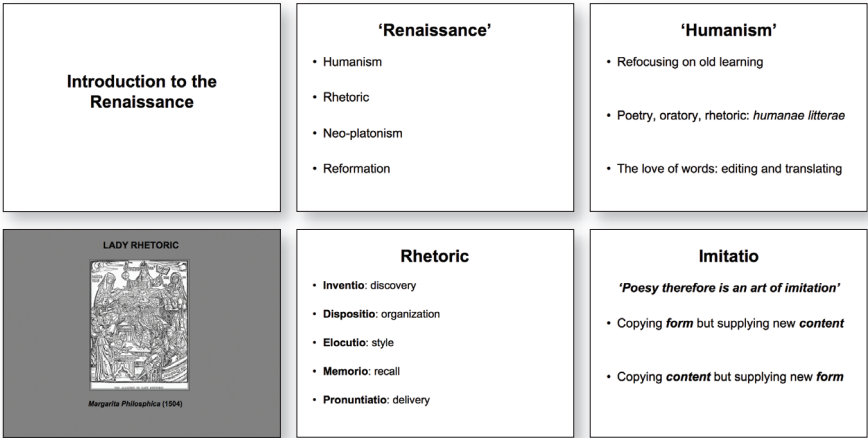 Introduction to the
Renaissance
‘Renaissance’
• Humanism
• Rhetoric
• Neo-platonism
• Reformation
‘Humanism’
• Refocusing on old learning
• Poetry, oratory, rhetoric: humanae litterae
• The love of words: editing and translating
LADY RHETORIC
Margarita Philosphica (1504)
Rhetoric
• Inventio: discovery
• Dispositio: organization
• Elocutio: style
• Memorio: recall
• Pronuntiatio: delivery
Imitatio
‘Poesy therefore is an art of imitation’
• Copying form but supplying new content
• Copying content but supplying new form